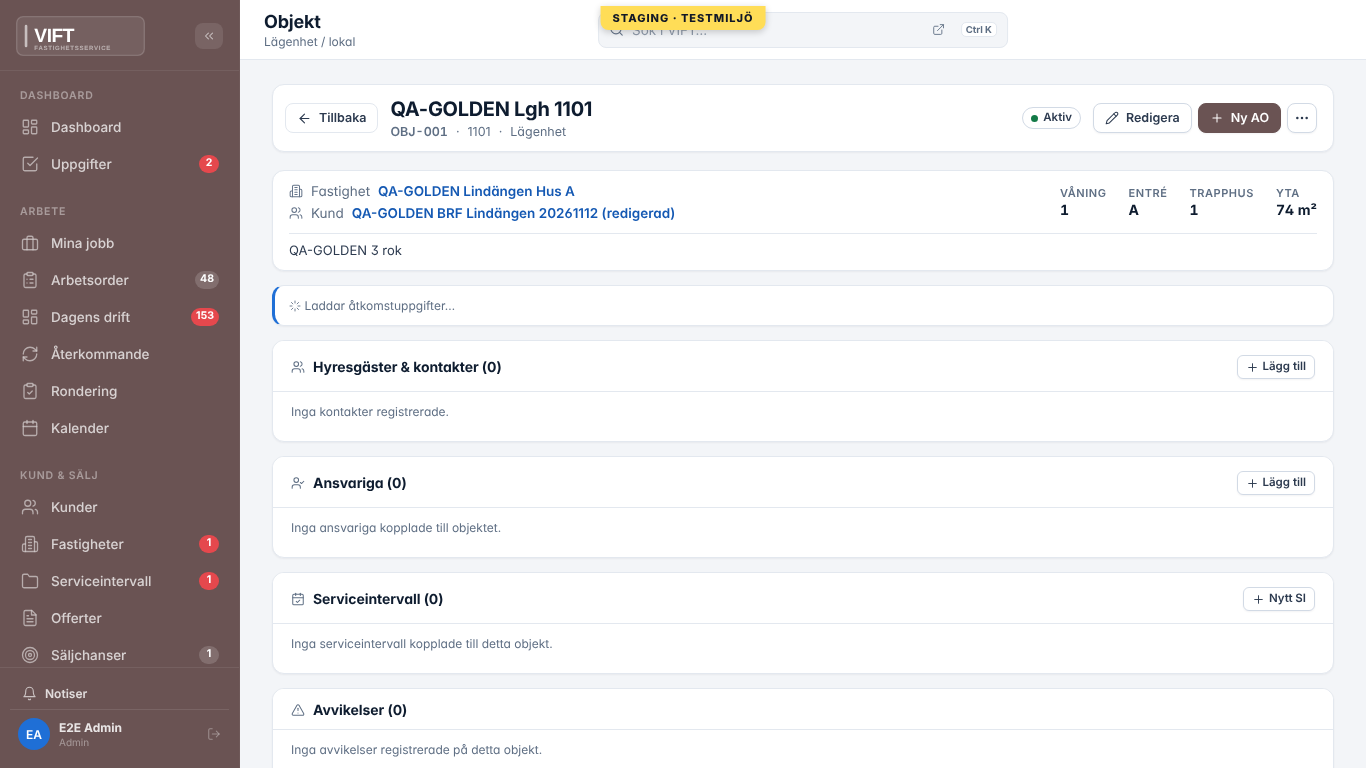 VIFT
FASTIGHETSSERVICE
DASHBOARD
Dashboard
Uppgifter 2
ARBETE
Mina jobb
Arbetsorder 48
Dagens drift 153
Återkommande
Rondering
Kalender
KUND & SÄLJ
Kunder
Fastigheter 1
Serviceintervall 1
Offerter
Säljchanser 1
Notiser
EA
E2E Admin
Admin
Objekt
Lägenhet / lokal
STAGING · TESTMILJÖ
Sök i VIFT...
Ctrl K
Tillbaka
QA-GOLDEN Lgh 1101
OBJ-001 · 1101 · Lägenhet
Aktiv
Redigera
Ny AO
Fastighet QA-GOLDEN Lindängen Hus A
Kund QA-GOLDEN BRF Lindängen 20261112 (redigerad)
VÅNING ENTRÉ TRAPPHUS YTA
1 A 1 74 m²
QA-GOLDEN 3 rok
Laddar åtkomstuppgifter...
Hyresgäster & kontakter (0)
+ Lägg till
Inga kontakter registrerade.
Ansvariga (0)
+ Lägg till
Inga ansvariga kopplade till objektet.
Serviceintervall (0)
+ Nytt SI
Inga serviceintervall kopplade till detta objekt.
Avvikelser (0)
Inga avvikelser registrerade på detta objekt.